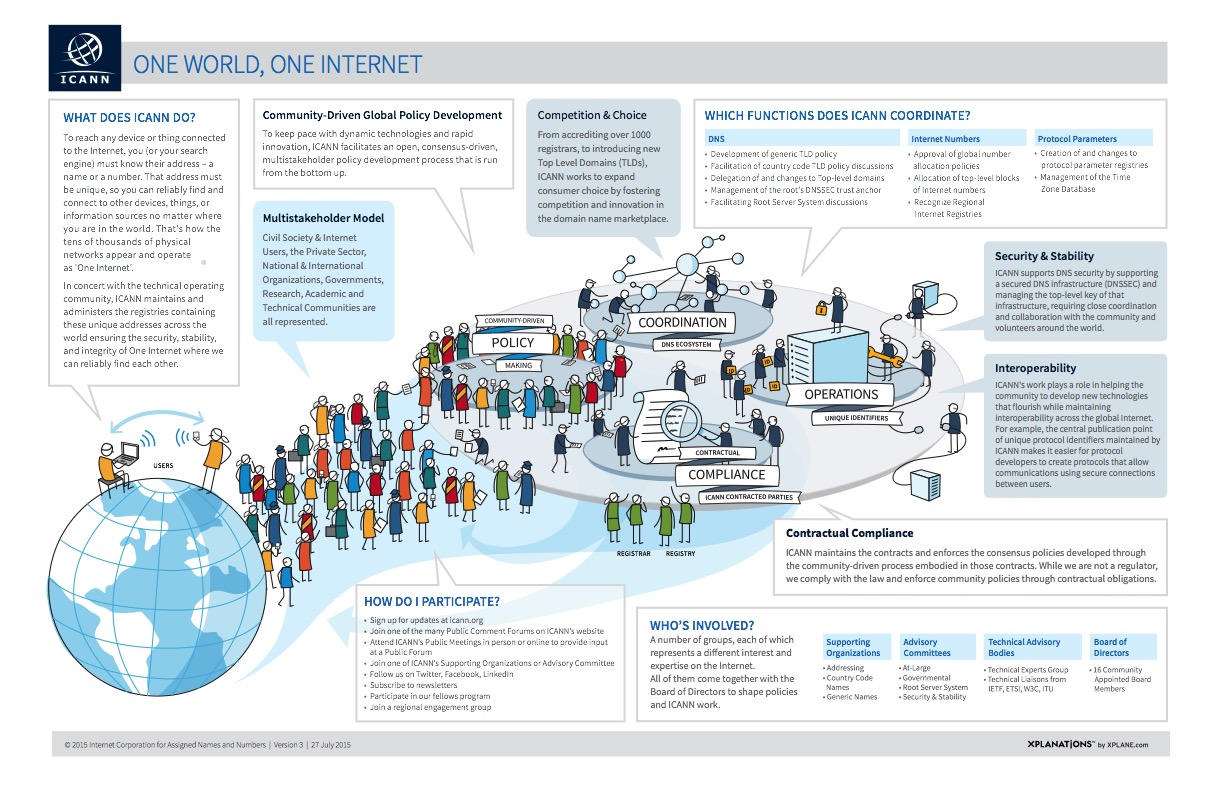 ICANN
ONE WORLD, ONE INTERNET
WHAT DOES ICANN DO?
To reach any device or thing connected
to the Internet, you (or your search
engine) must know their address – a
name or a number. That address must
be unique, so you can reliably find and
connect to other devices, things, or
information sources no matter where
you are in the world. That's how the
tens of thousands of physical
networks appear and operate
as 'One Internet'.
In concert with the technical operating
community, ICANN maintains and
administers the registries containing
these unique addresses across the
world ensuring the security, stability,
and integrity of One Internet where we
can reliably find each other.
Community-Driven Global Policy Development
To keep pace with dynamic technologies and rapid
innovation, ICANN facilitates an open, consensus-driven,
multistakeholder policy development process that is run
from the bottom up.
Multistakeholder Model
Civil Society & Internet
Users, the Private Sector,
National & International
Organizations, Governments,
Research, Academic and
Technical Communities are
all represented.
Competition & Choice
From accrediting over 1000
registrars, to introducing new
Top Level Domains (TLDs),
ICANN works to expand
consumer choice by fostering
competition and innovation in
the domain name marketplace.
WHICH FUNCTIONS DOES ICANN COORDINATE?
DNS
• Development of generic TLD policy
• Facilitation of country code TLD policy discussions
• Delegation of and changes to Top-level domains
• Management of the root's DNSSEC trust anchor
• Facilitating Root Server System discussions
Internet Numbers
• Approval of global number
allocation policies
• Allocation of top-level blocks
of Internet numbers
• Recognize Regional
Internet Registries
Protocol Parameters
• Creation of and changes to
protocol parameter registries
• Management of the Time
Zone Database
Security & Stability
ICANN supports DNS security by supporting
a secured DNS infrastructure (DNSSEC) and
managing the top-level key of that
infrastructure, requiring close coordination
and collaboration with the community and
volunteers around the world.
Interoperability
ICANN's work plays a role in helping the
community to develop new technologies
that flourish while maintaining
interoperability across the global Internet.
For example, the central publication point
of unique protocol identifiers maintained by
ICANN makes it easier for protocol
developers to create protocols that allow
communications using secure connections
between users.
COMMUNITY-DRIVEN
POLICY
MAKING
COORDINATION
DNS ECOSYSTEM
ID
ID
ID
OPERATIONS
UNIQUE IDENTIFIERS
CONTRACTUAL
COMPLIANCE
ICANN CONTRACTED PARTIES
USERS
REGISTRAR
REGISTRY
Contractual Compliance
ICANN maintains the contracts and enforces the consensus policies developed through
the community-driven process embodied in those contracts. While we are not a regulator,
we comply with the law and enforce community policies through contractual obligations.
HOW DO I PARTICIPATE?
• Sign up for updates at icann.org
• Join one of the many Public Comment Forums on ICANN's website
• Attend ICANN's Public Meetings in person or online to provide input
at a Public Forum
• Join one of ICANN's Supporting Organizations or Advisory Committee
• Follow us on Twitter, Facebook, LinkedIn
• Subscribe to newsletters
• Participate in our fellows program
• Join a regional engagement group
WHO'S INVOLVED?
A number of groups, each of which
represents a different interest and
expertise on the Internet.
All of them come together with the
Board of Directors to shape policies
and ICANN work.
Supporting
Organizations
• Addressing
• Country Code
Names
• Generic Names
Advisory
Committees
• At-Large
• Governmental
• Root Server System
• Security & Stability
Technical Advisory
Bodies
• Technical Experts Group
• Technical Liaisons from
IETF, ETSI, W3C, ITU
Board of
Directors
• 16 Community
Appointed Board
Members
© 2015 Internet Corporation for Assigned Names and Numbers | Version 3 | 27 July 2015
XPLANATiONS™ by XPLANE.com